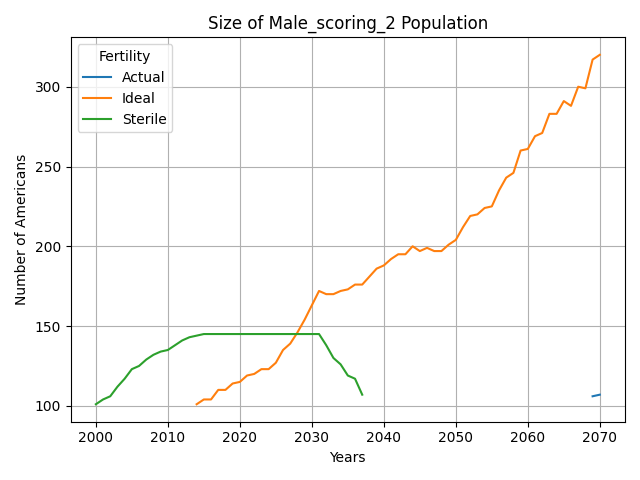 Size of Male_scoring_2 Population
Fertility
Actual
Ideal
Sterile
Number of Americans
300
250
200
150
100
2000
2010
2020
2030
2040
2050
2060
2070
Years